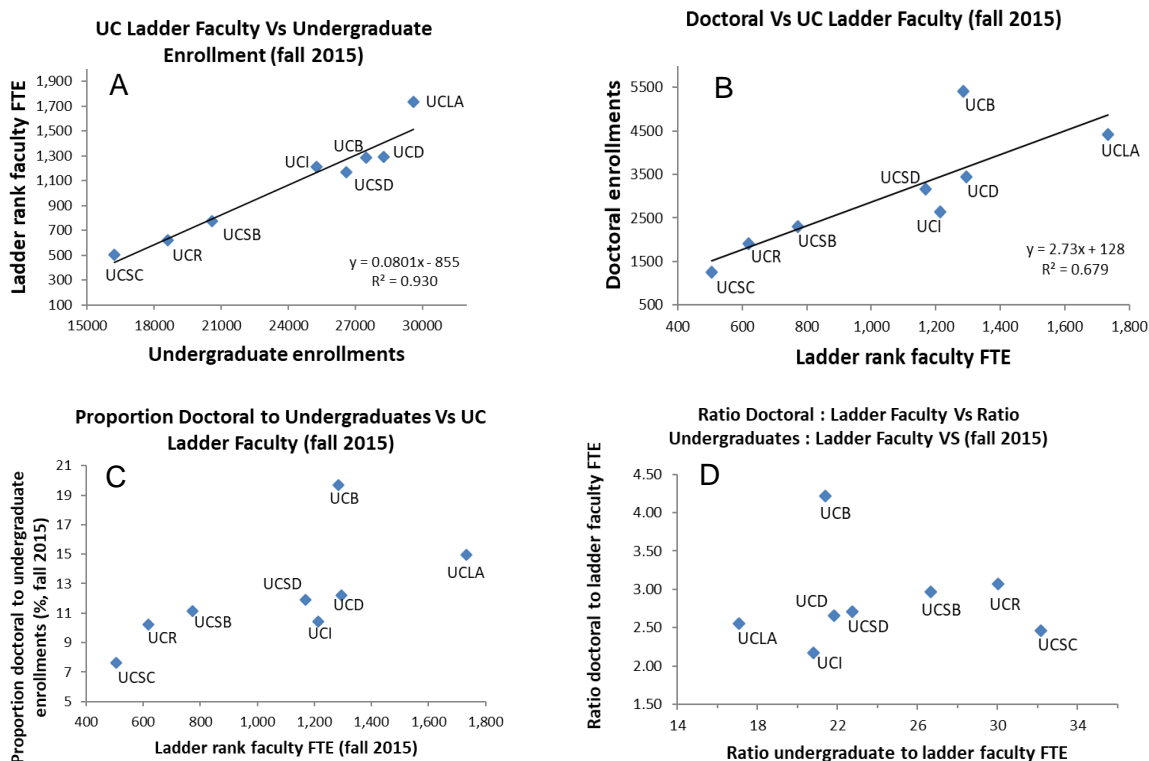 UC Ladder Faculty Vs Undergraduate
Enrollment (fall 2015)
A
Ladder rank faculty FTE
1,900
1,700
1,500
1,300
1,100
900
700
500
300
100
UCLA
UCB
UCD
UCI
UCSD
UCSB
UCR
UCSC
y = 0.0801x - 855
R² = 0.930
15000
18000
21000
24000
27000
30000
Undergraduate enrollments
Doctoral Vs UC Ladder Faculty (fall 2015)
B
Doctoral enrollments
5500
4500
3500
2500
1500
500
UCB
UCLA
UCSD
UCD
UCI
UCSB
UCR
UCSC
y = 2.73x + 128
R² = 0.679
400
600
800
1,000
1,200
1,400
1,600
1,800
Ladder rank faculty FTE
Proportion Doctoral to Undergraduates Vs UC
Ladder Faculty (fall 2015)
C
Proportion doctoral to undergraduate
enrollments (%, fall 2015)
21
19
17
15
13
11
9
7
5
UCB
UCLA
UCSD
UCD
UCSB
UCI
UCR
UCSC
400
600
800
1,000
1,200
1,400
1,600
1,800
Ladder rank faculty FTE (fall 2015)
Ratio Doctoral : Ladder Faculty Vs Ratio
Undergraduates : Ladder Faculty VS (fall 2015)
D
Ratio doctoral to ladder faculty FTE
4.50
4.00
3.50
3.00
2.50
2.00
1.50
UCB
UCD
UCSB
UCR
UCSD
UCLA
UCSC
UCI
14
18
22
26
30
34
Ratio undergraduate to ladder faculty FTE